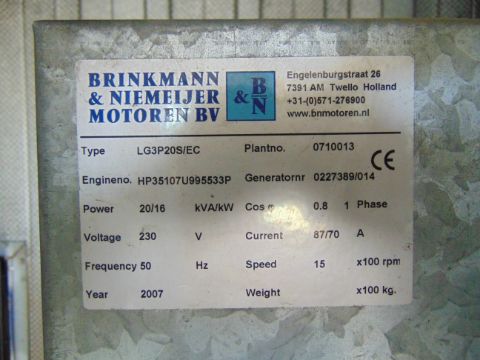 BRINKMANN
& NIEMEIJER
MOTOREN BV
& B N
Engelenburgstraat 26
7391 AM Twello Holland
+31-(0)571-276900
www.bnmotoren.nl
Type LG3P20S/EC Plantno. 0710013
CE
Engineno. HP35107U995533P Generatornr 0227389/014
Power 20/16 kVA/kW Cos φ 0.8 1 Phase
Voltage 230 V Current 87/70 A
Frequency 50 Hz Speed 15 x100 rpm
Year 2007 Weight x100 kg.